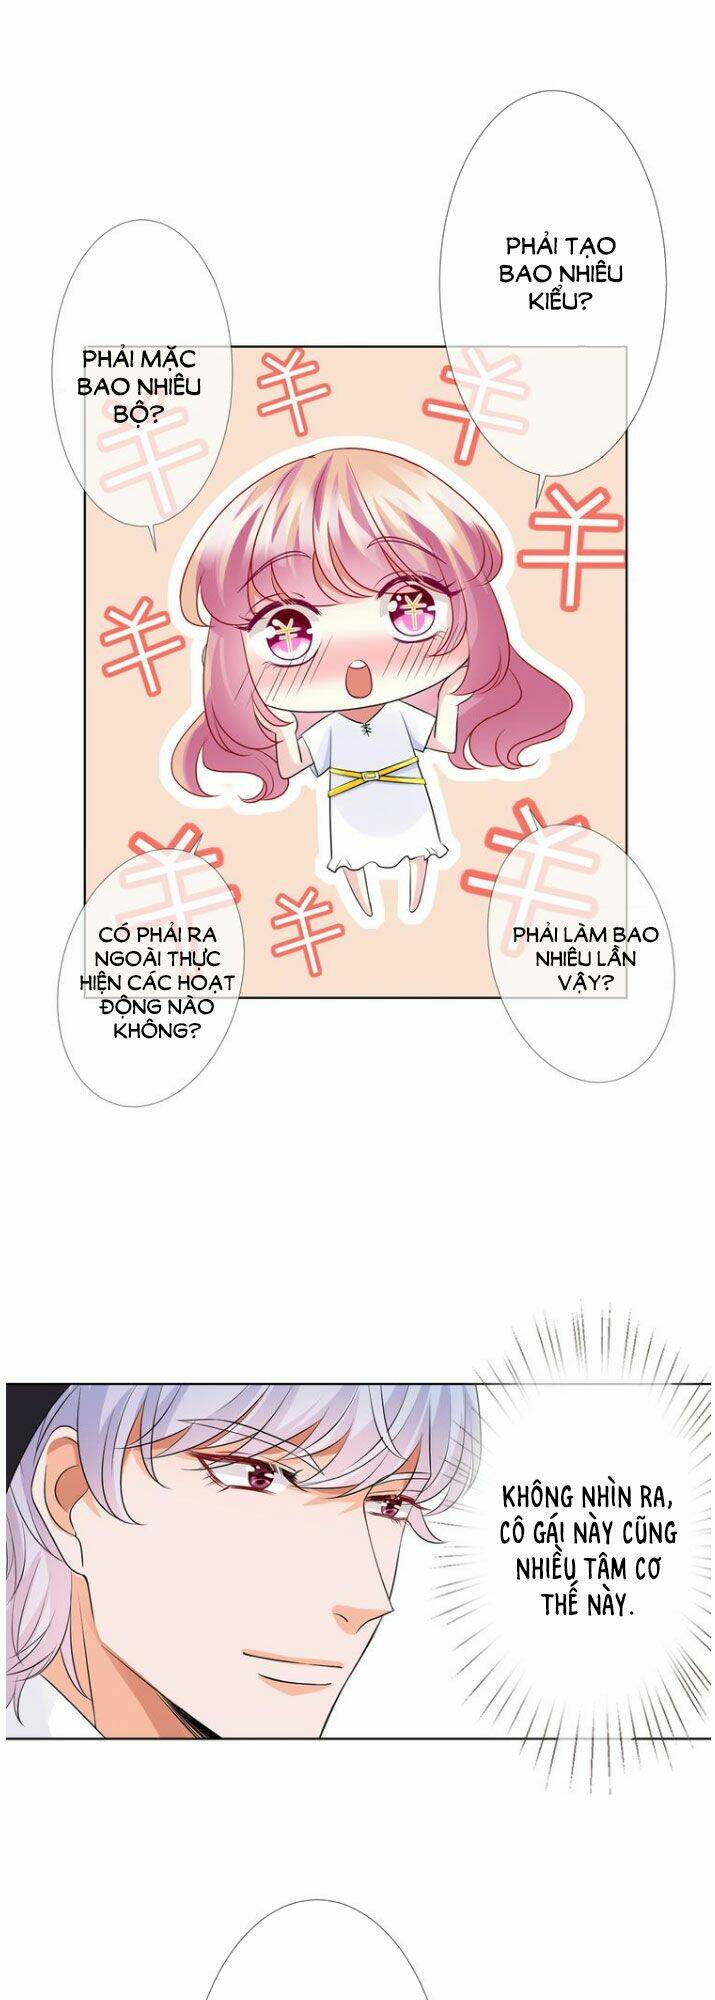 PHẢI TẠO
BAO NHIÊU
KIỂU?
PHẢI MẶC
BAO NHIÊU
BỘ?
CÓ PHẢI RA
NGOÀI THỰC
HIỆN CÁC HOẠT
ĐỘNG NÀO
KHÔNG?
PHẢI LÀM BAO
NHIÊU LẦN
VẬY?
KHÔNG NHÌN RA,
CÔ GÁI NÀY CŨNG
NHIỀU TÂM CƠ
THẾ NÀY.